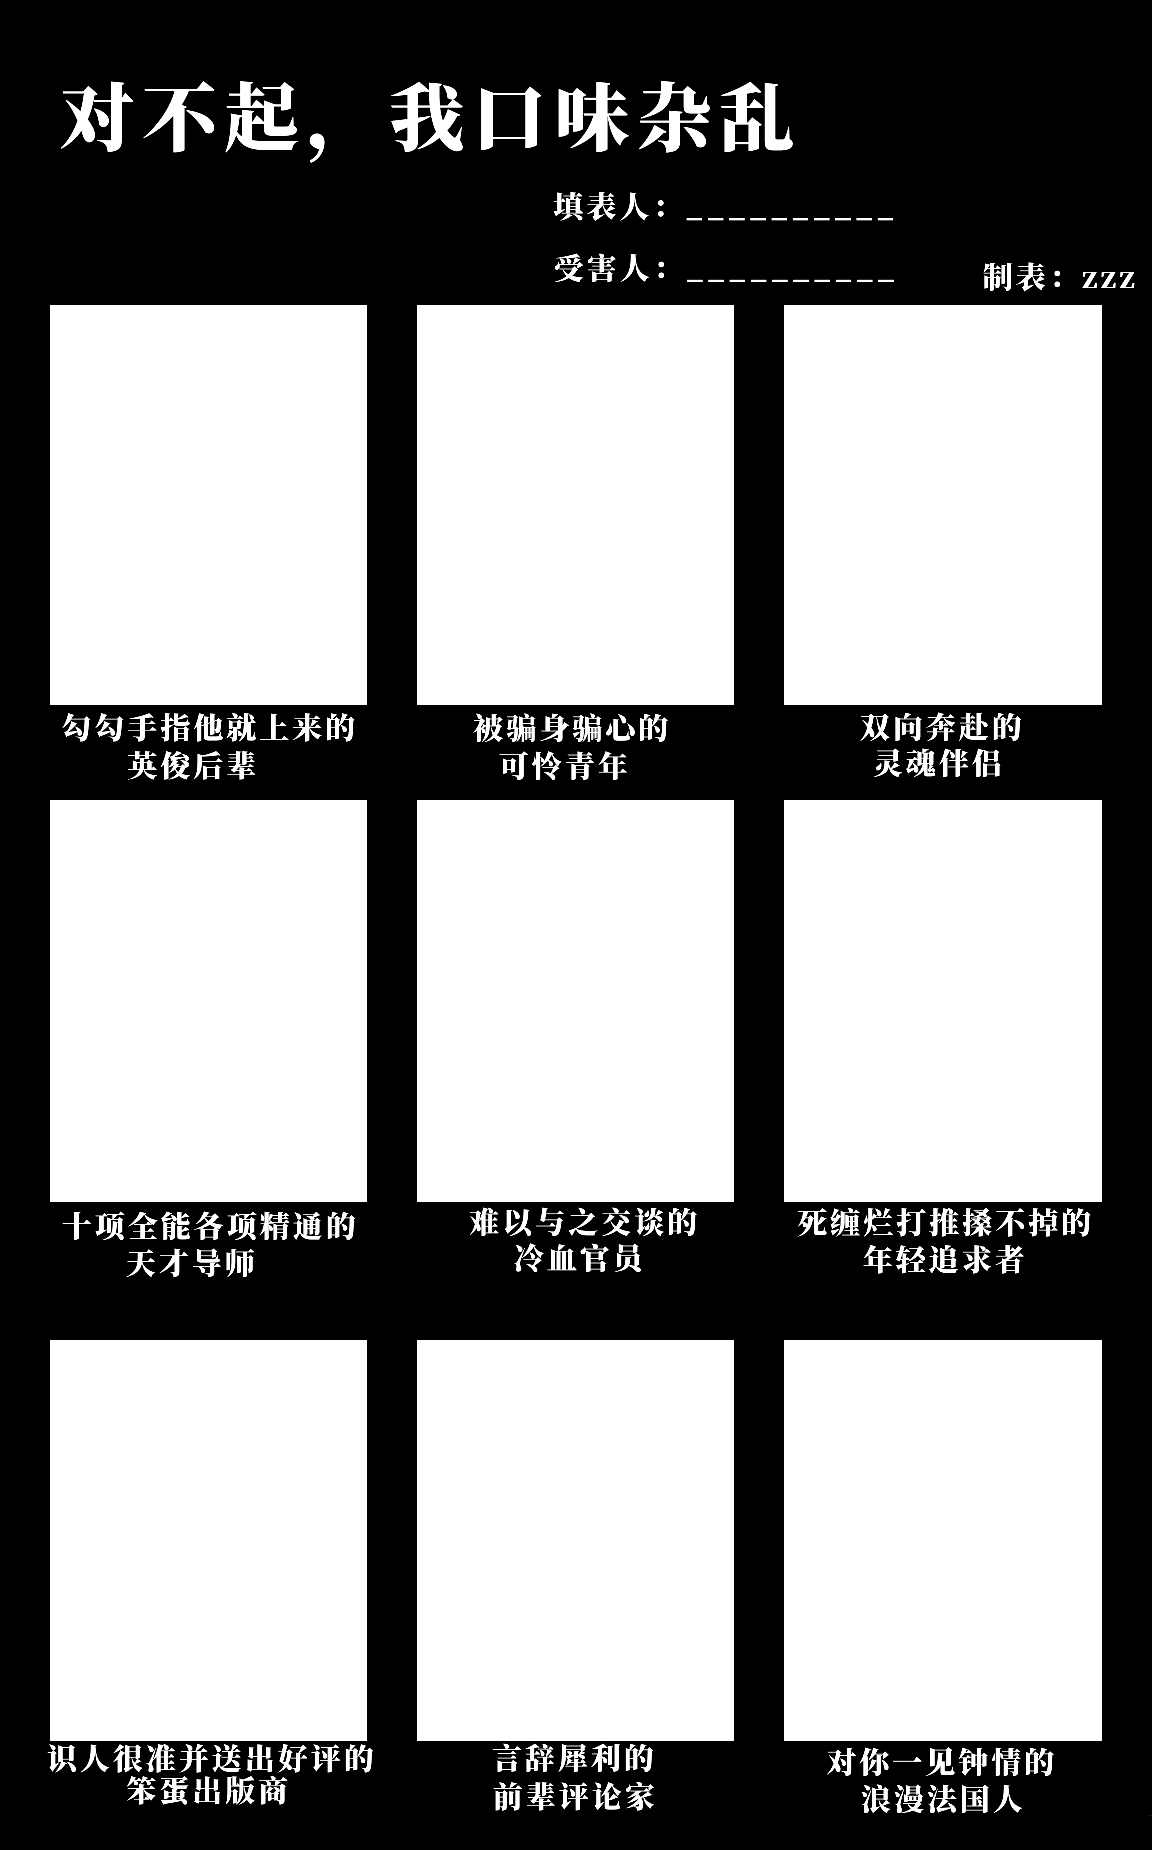 对不起，我口味杂乱
填表人：__________
受害人：__________
制表：zzz
勾勾手指他就上来的
英俊后辈
被骗身骗心的
可怜青年
双向奔赴的
灵魂伴侣
十项全能各项精通的
天才导师
难以与之交谈的
冷血官员
死缠烂打推搡不掉的
年轻追求者
识人很准并送出好评的
笨蛋出版商
言辞犀利的
前辈评论家
对你一见钟情的
浪漫法国人